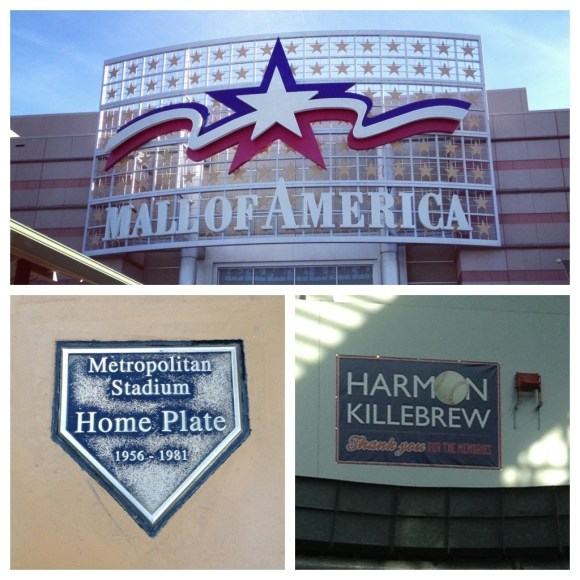 MALL OF AMERICA
Metropolitan
Stadium
Home Plate
1956 - 1981
HARMON
KILLEBREW
Thank you FOR THE MEMORIES